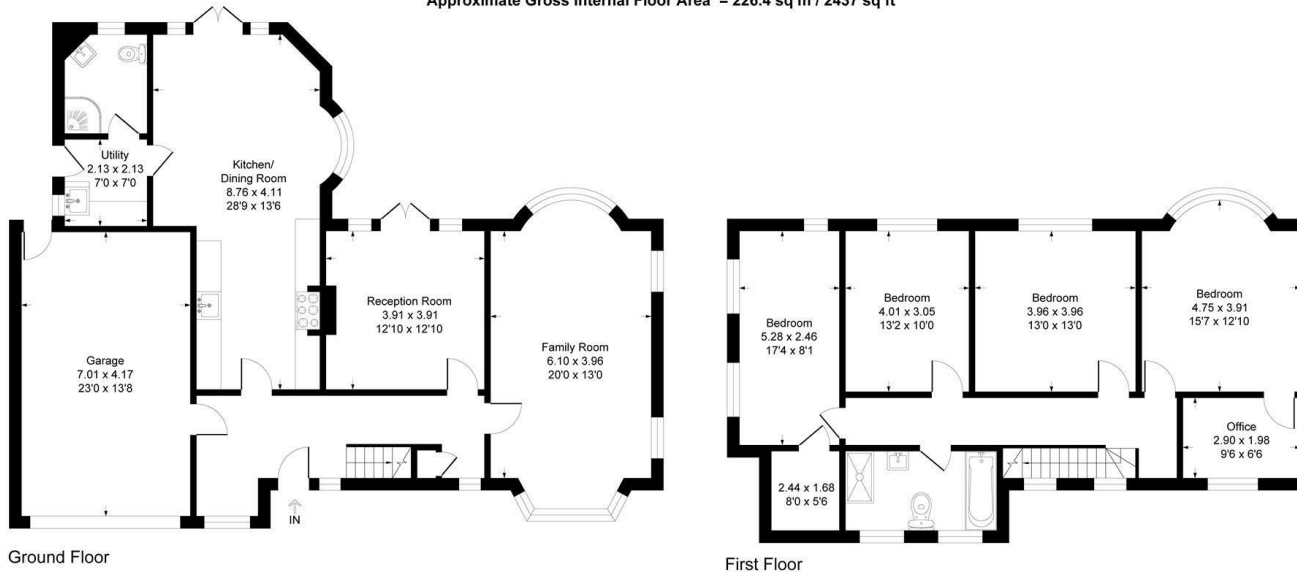 Approximate Gross Internal Floor Area = 226.4 sq m / 2437 sq ft
Utility
2.13 x 2.13
7'0 x 7'0
Kitchen/
Dining Room
8.76 x 4.11
28'9 x 13'6
Reception Room
3.91 x 3.91
12'10 x 12'10
Family Room
6.10 x 3.96
20'0 x 13'0
Garage
7.01 x 4.17
23'0 x 13'8
IN
Ground Floor
Bedroom
5.28 x 2.46
17'4 x 8'1
Bedroom
4.01 x 3.05
13'2 x 10'0
Bedroom
3.96 x 3.96
13'0 x 13'0
Bedroom
4.75 x 3.91
15'7 x 12'10
Office
2.90 x 1.98
9'6 x 6'6
2.44 x 1.68
8'0 x 5'6
First Floor